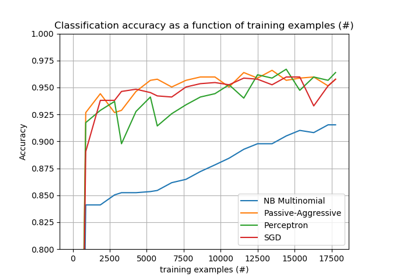 Classification accuracy as a function of training examples (#)
1.000
0.975
0.950
0.925
0.900
0.875
0.850
0.825
0.800
Accuracy
NB Multinomial
Passive-Aggressive
Perceptron
SGD
0 2500 5000 7500 10000 12500 15000 17500
training examples (#)